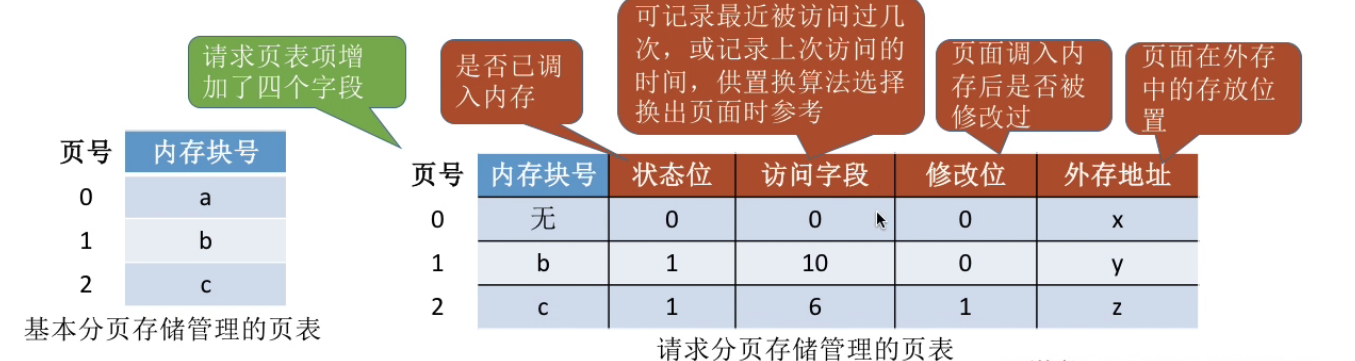 请求页表项增
加了四个字段
是否已调
入内存
可记录最近被访问过几
次，或记录上次访问的
时间，供置换算法选择
换出页面时参考
页面调入内
存后是否被
修改过
页面在外存
中的存放位
置
页号 内存块号
0 a
1 b
2 c
基本分页存储管理的页表
页号 内存块号 状态位 访问字段 修改位 外存地址
0 无 0 0 0 x
1 b 1 10 0 y
2 c 1 6 1 z
请求分页存储管理的页表